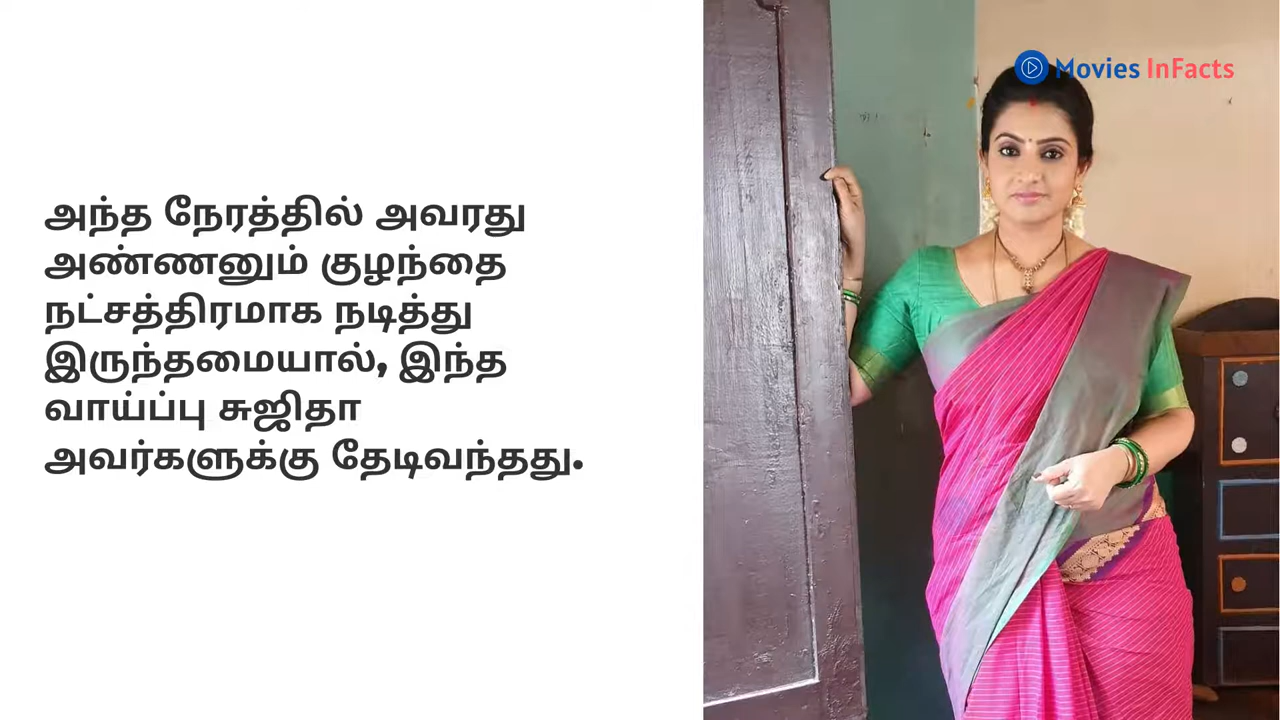 Movies InFacts
அந்த நேரத்தில் அவரது
அண்ணனும் குழந்தை
நட்சத்திரமாக நடித்து
இருந்தமையால், இந்த
வாய்ப்பு சுஜிதா
அவர்களுக்கு தேடிவந்தது.